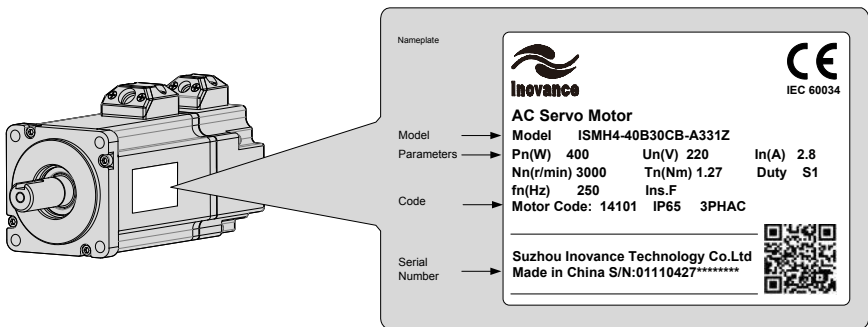 Nameplate
inovance
CE
IEC 60034
AC Servo Motor
Model
Model ISMH4-40B30CB-A331Z
Parameters
Pn(W) 400 Un(V) 220 In(A) 2.8
Nn(r/min) 3000 Tn(Nm) 1.27 Duty S1
fn(Hz) 250 Ins.F
Code
Motor Code: 14101 IP65 3PHAC
Serial
Number
Suzhou Inovance Technology Co.Ltd
Made in China S/N:01110427********